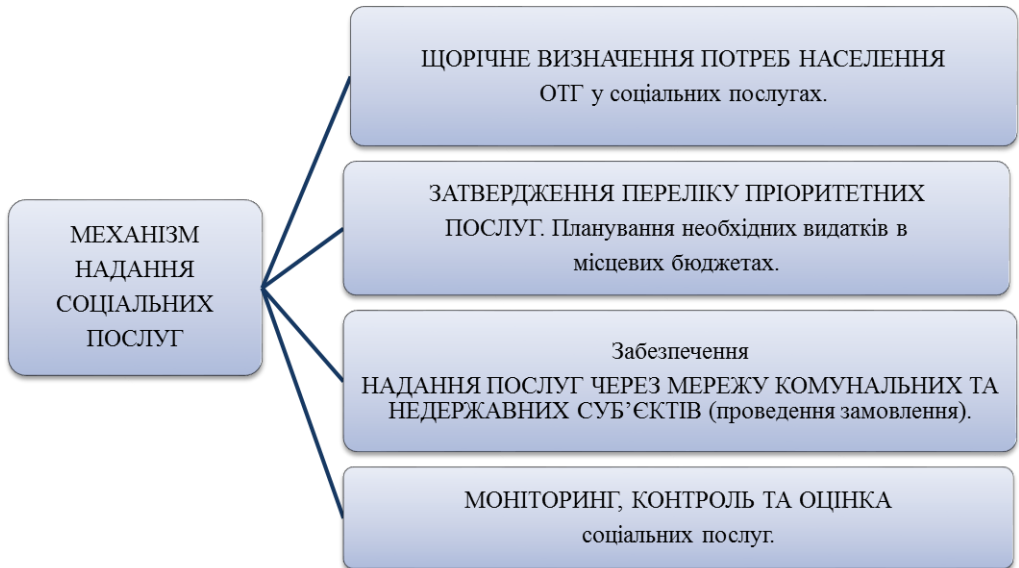 МЕХАНІЗМ
НАДАННЯ
СОЦІАЛЬНИХ
ПОСЛУГ
ЩОРІЧНЕ ВИЗНАЧЕННЯ ПОТРЕБ НАСЕЛЕННЯ
ОТГ у соціальних послугах.
ЗАТВЕРДЖЕННЯ ПЕРЕЛІКУ ПРІОРИТЕТНИХ
ПОСЛУГ. Планування необхідних видатків в
місцевих бюджетах.
Забезпечення
НАДАННЯ ПОСЛУГ ЧЕРЕЗ МЕРЕЖУ КОМУНАЛЬНИХ ТА
НЕДЕРЖАВНИХ СУБ’ЄКТІВ (проведення замовлення).
МОНІТОРИНГ, КОНТРОЛЬ ТА ОЦІНКА
соціальних послуг.